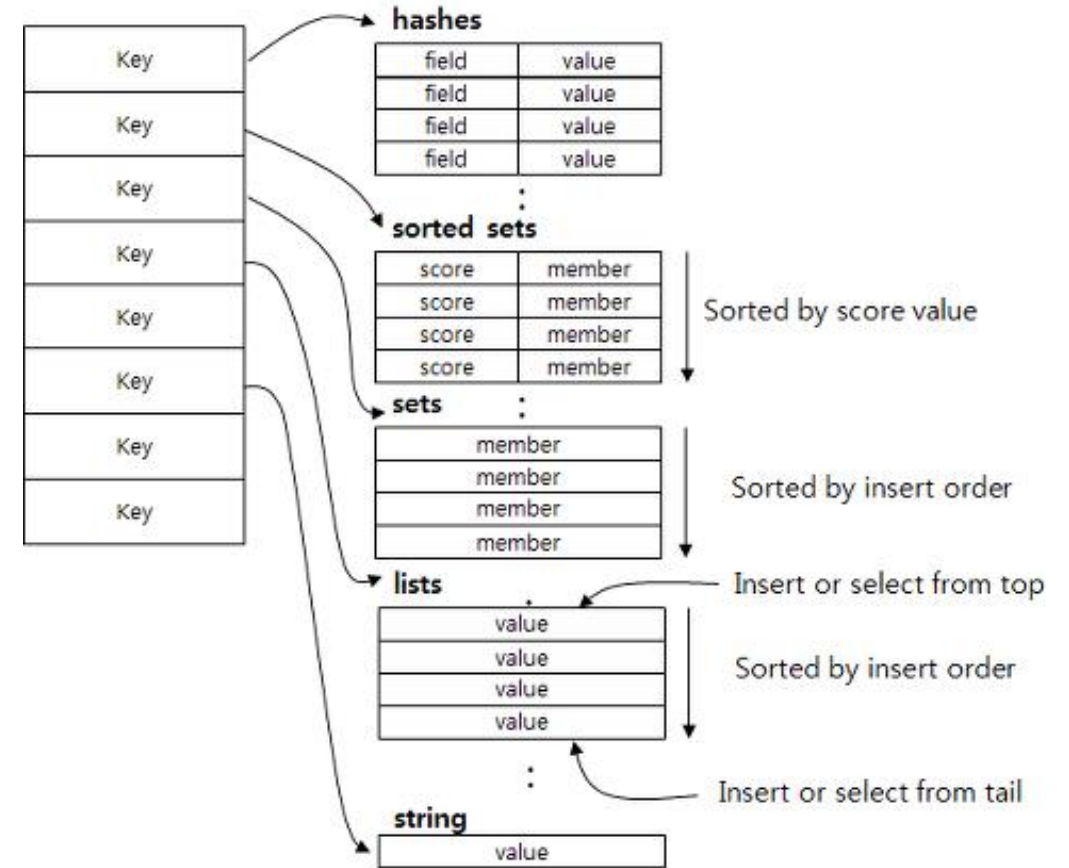 Key
Key
Key
Key
Key
Key
Key
Key
hashes
field value
field value
field value
field value
sorted sets
score member
score member
score member
score member
Sorted by score value
sets
member
member
member
member
Sorted by insert order
lists
Insert or select from top
value
value
value
value
Sorted by insert order
Insert or select from tail
string
value